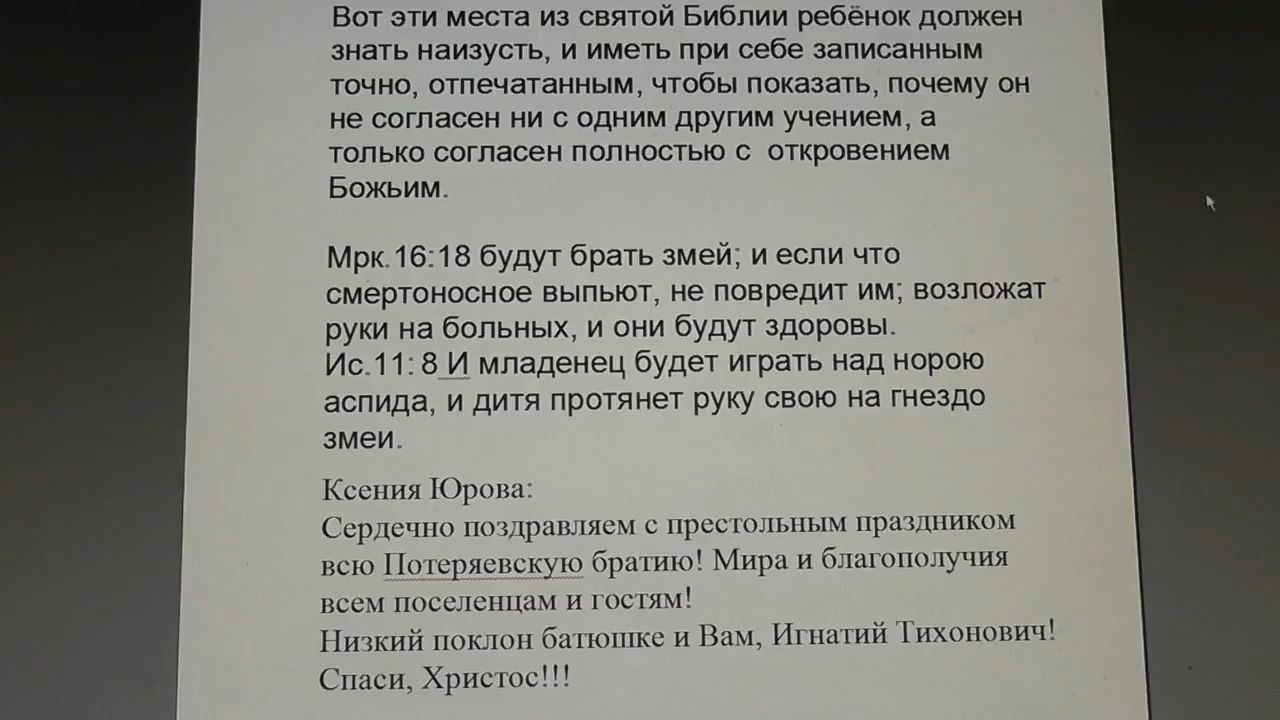 Вот эти места из святой Библии ребёнок должен
знать наизусть, и иметь при себе записанным
точно, отпечатанным, чтобы показать, почему он
не согласен ни с одним другим учением, а
только согласен полностью с  откровением
Божьим.
Мрк.16:18 будут брать змей; и если что
смертоносное выпьют, не повредит им; возложат
руки на больных, и они будут здоровы.
Ис.11: 8 И младенец будет играть над норою
аспида, и дитя протянет руку свою на гнездо
змеи.
Ксения Юрова:
Сердечно поздравляем с престольным праздником
всю Потеряевскую братию! Мира и благополучия
всем поселенцам и гостям!
Низкий поклон батюшке и Вам, Игнатий Тихонович!
Спаси, Христос!!!